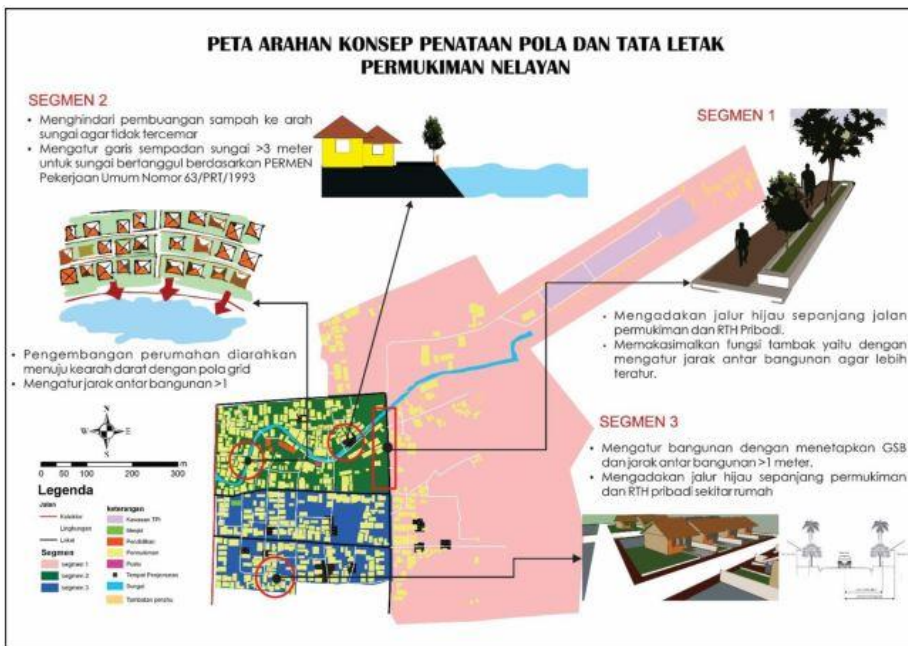 PETA ARAHAN KONSEP PENATAAN POLA DAN TATA LETAK
PERMUKIMAN NELAYAN
SEGMEN 2
• Menghindari pembuangan sampah ke arah
sungai agar tidak tercemar
• Mengatur garis sempadan sungai >3 meter
untuk sungai bertanggul berdasarkan PERMEN
Pekerjaan Umum Nomor 63/PRT/1993
• Pengembangan perumahan diarahkan
menuju kearah darat dengan pola grid
• Mengatur jarak antar bangunan >1
SEGMEN 1
• Mengadakan jalur hijau sepanjang jalan
permukiman dan RTH Pribadi.
• Memakasimalkan fungsi tambak yaitu dengan
mengatur jarak antar bangunan agar lebih
teratur.
SEGMEN 3
• Mengatur bangunan dengan menetapkan GSB
dan jarak antar bangunan >1 meter.
• Mengadakan jalur hijau sepanjang permukiman
dan RTH pribadi sekitar rumah
N
W E
S
0 50 100 200 300
m
Legenda
Jalan
Kolektor
Lingkungan
Lokal
Segmen
segmen 1
segmen 2
segmen 3
keterangan
Kawasan TPI
Masjid
Pendidikan
Permukiman
Tempat Penjemuran
Sungai
Tambatan perahu